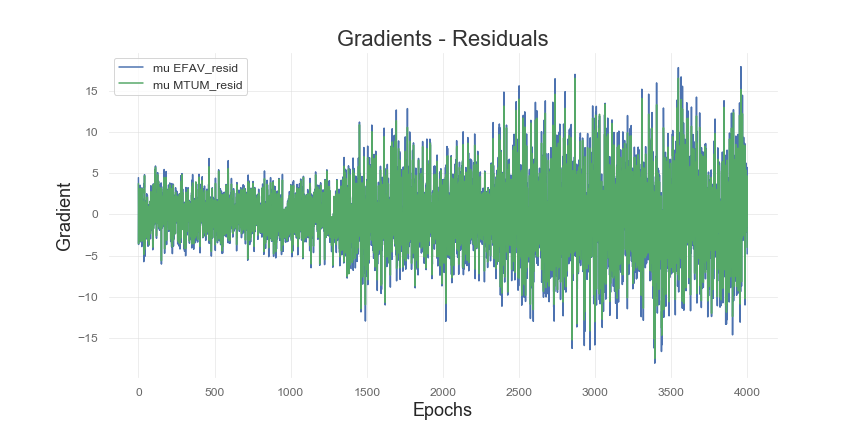 Gradients - Residuals
mu EFAV_resid
mu MTUM_resid
Gradient
15
10
5
0
−5
−10
−15
0 500 1000 1500 2000 2500 3000 3500 4000
Epochs